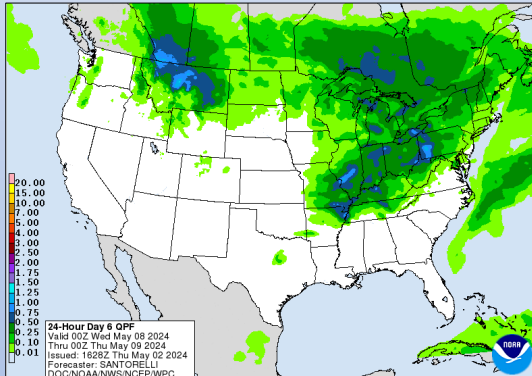 20.00
15.00
10.00
7.00
5.00
4.00
3.00
2.50
2.00
1.75
1.50
1.25
1.00
0.75
0.50
0.25
0.10
0.01
24-Hour Day 6 QPF
Valid 00Z Wed May 08 2024
Thru 00Z Thu May 09 2024
Issued: 1628Z Thu May 02 2024
Forecaster: SANTORELLI
DOC/NOAA/NWS/NCEP/WPC
NOAA